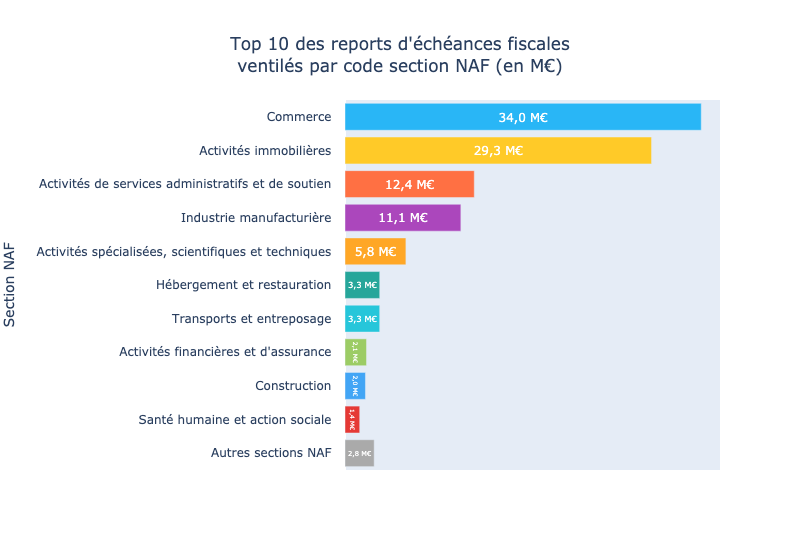 Top 10 des reports d'échéances fiscales
ventilés par code section NAF (en M€)
Section NAF
Commerce 34,0 M€
Activités immobilières 29,3 M€
Activités de services administratifs et de soutien 12,4 M€
Industrie manufacturière 11,1 M€
Activités spécialisées, scientifiques et techniques 5,8 M€
Hébergement et restauration 3,3 M€
Transports et entreposage 3,3 M€
Activités financières et d'assurance 2,1 M€
Construction 2,0 M€
Santé humaine et action sociale 1,4 M€
Autres sections NAF 2,8 M€